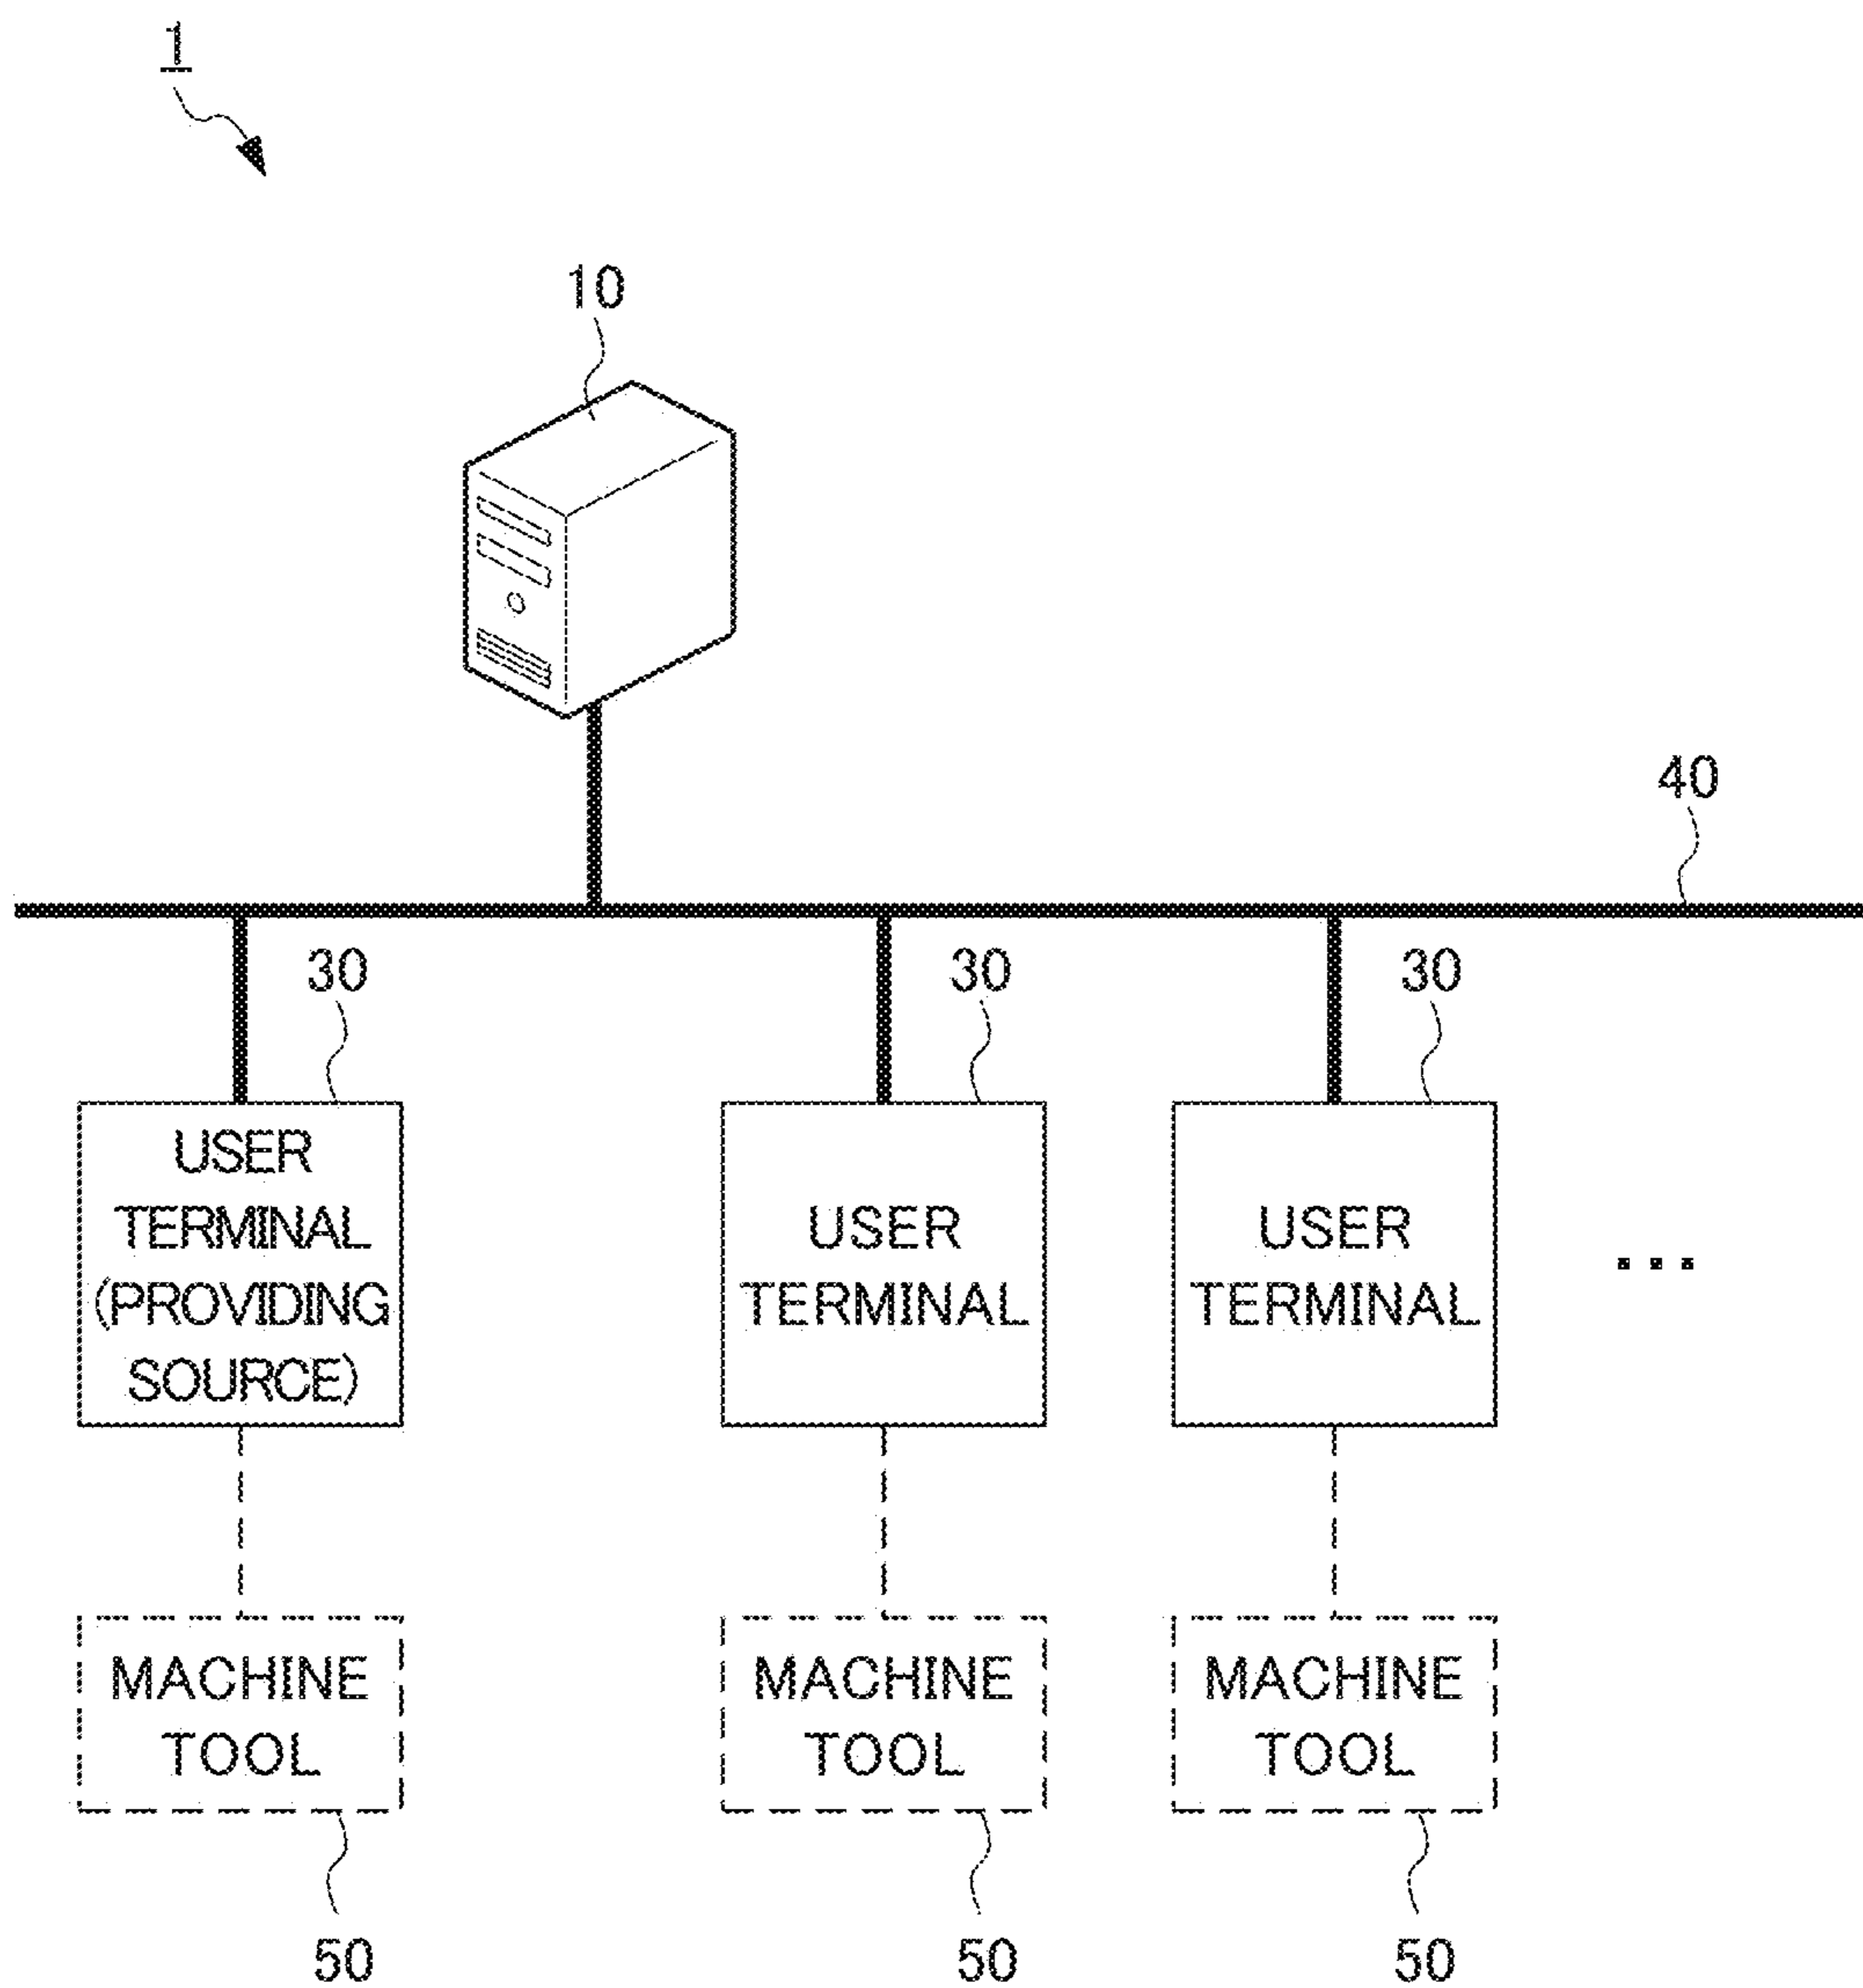 1
10
40
30
30
30
USER
TERMINAL
(PROVIDING
SOURCE)
USER
TERMINAL
USER
TERMINAL
...
MACHINE
TOOL
MACHINE
TOOL
MACHINE
TOOL
50
50
50